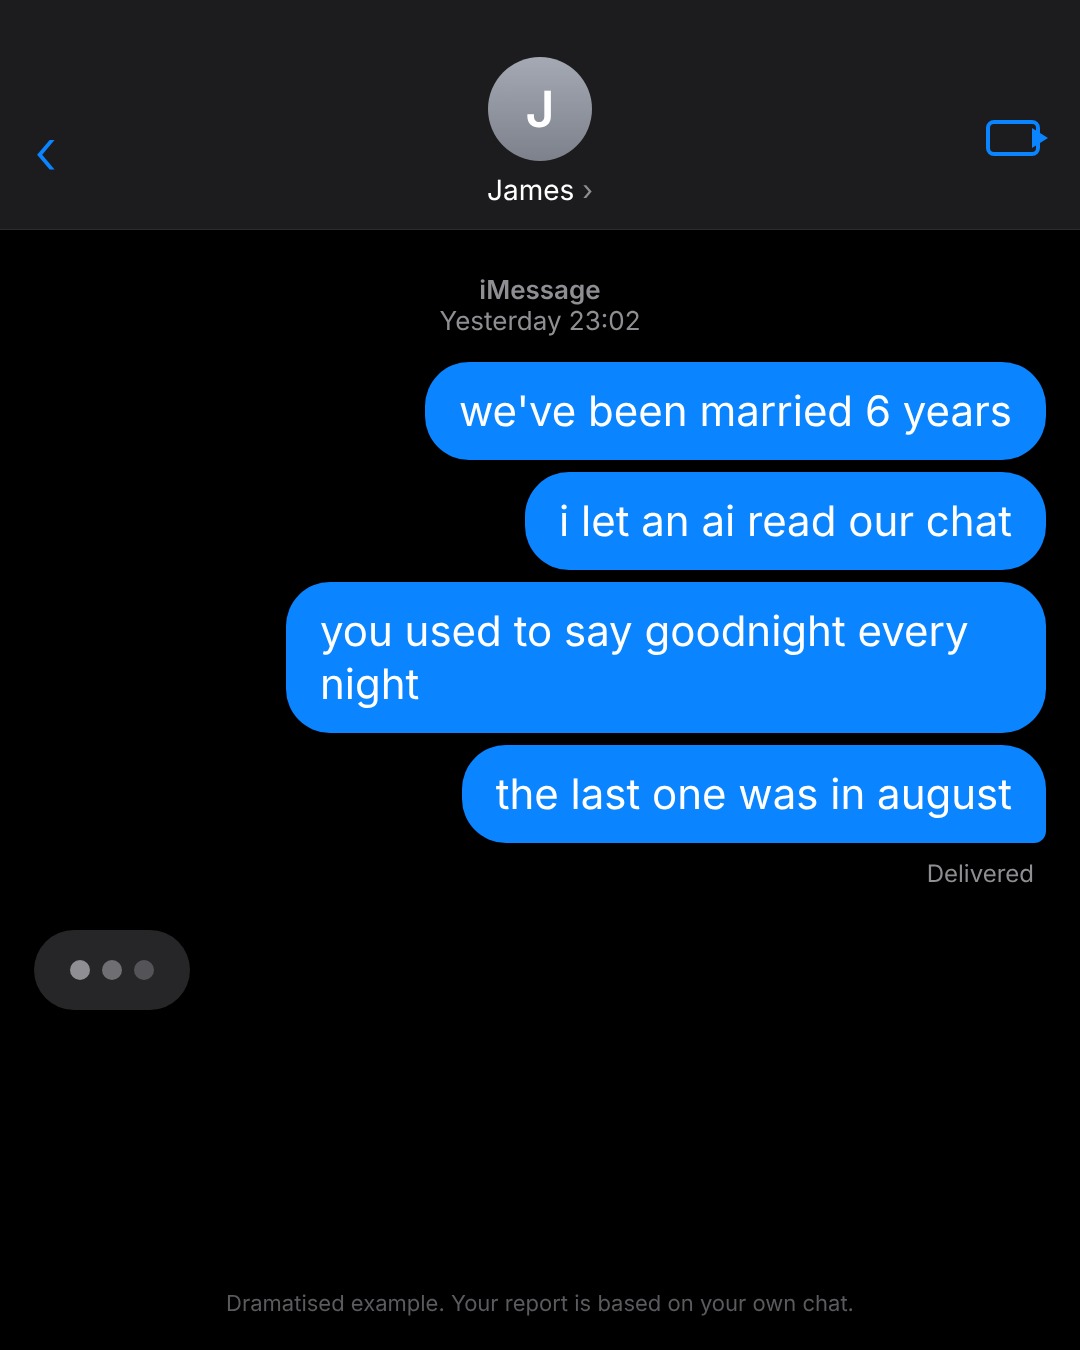 J
James ›
iMessage
Yesterday 23:02
we've been married 6 years
i let an ai read our chat
you used to say goodnight every
night
the last one was in august
Delivered
Dramatised example. Your report is based on your own chat.